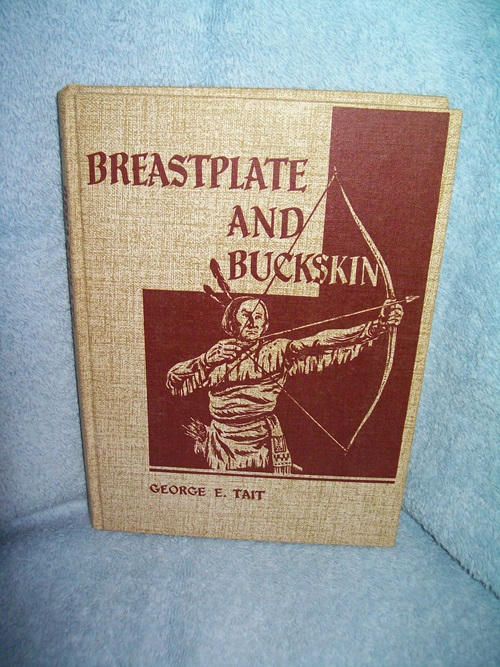 BREASTPLATE
AND
BUCKSKIN
GEORGE E. TAIT